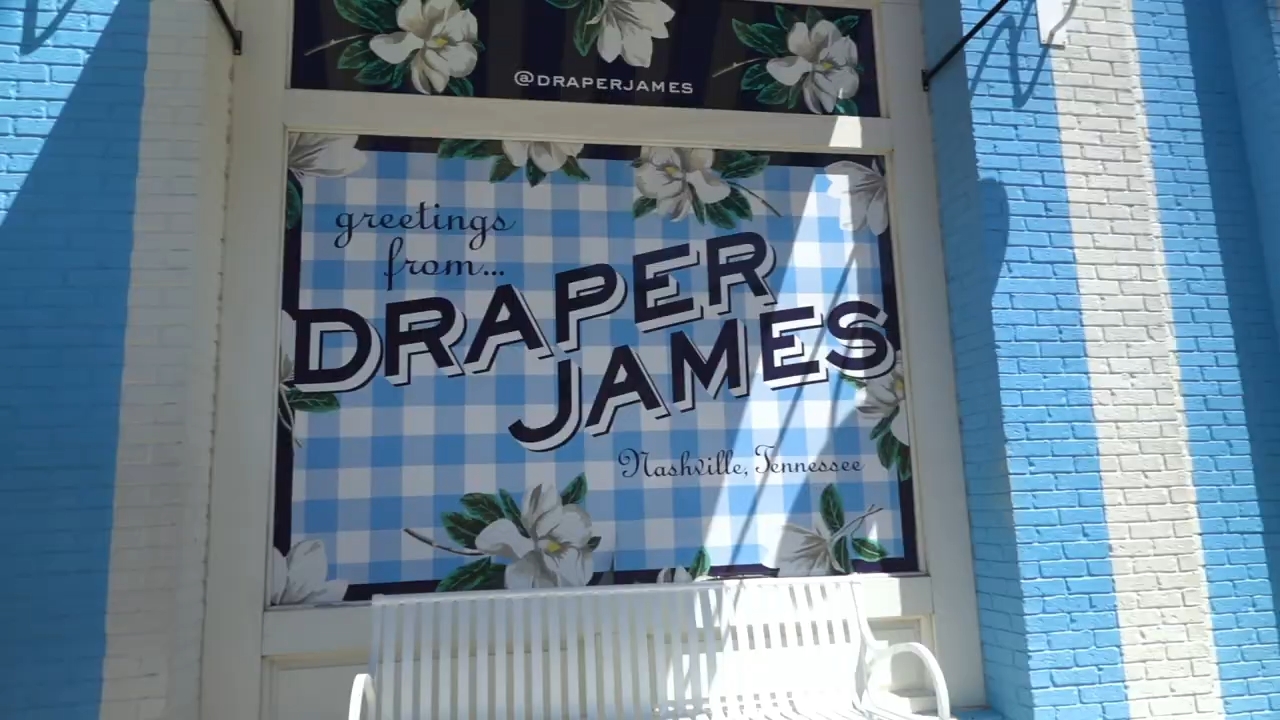 @DRAPERJAMES
greetings
from...
DRAPER
JAMES
Nashville, Tennessee